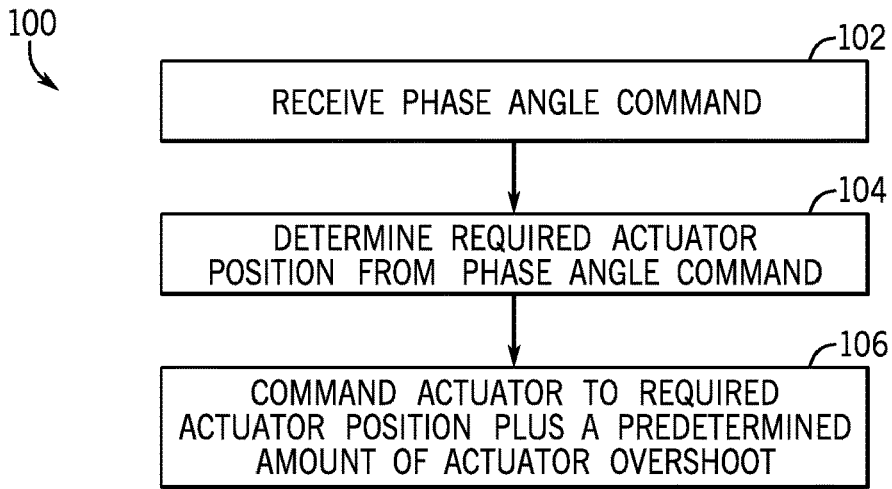 100
102
RECEIVE PHASE ANGLE COMMAND
104
DETERMINE REQUIRED ACTUATOR
POSITION FROM PHASE ANGLE COMMAND
106
COMMAND ACTUATOR TO REQUIRED
ACTUATOR POSITION PLUS A PREDETERMINED
AMOUNT OF ACTUATOR OVERSHOOT